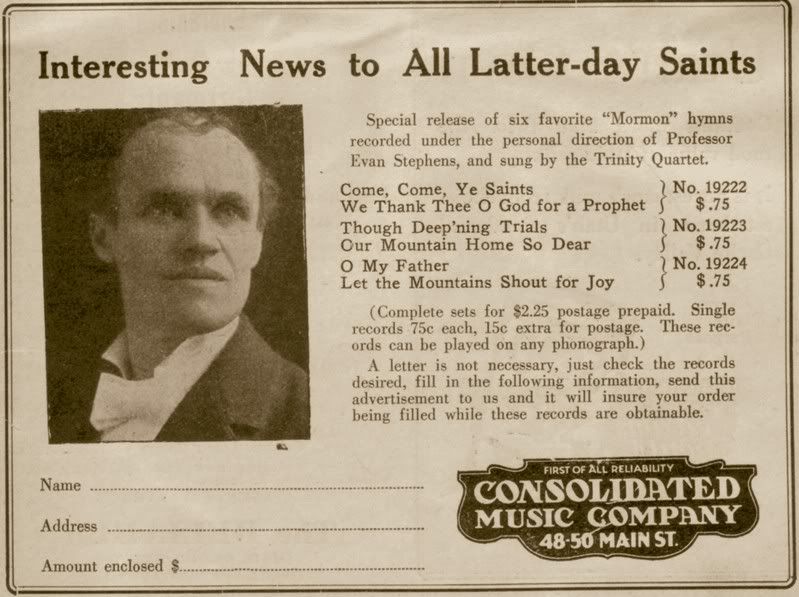 Interesting News to All Latter-day Saints
Special release of six favorite “Mormon” hymns
recorded under the personal direction of Professor
Evan Stephens, and sung by the Trinity Quartet.
Come, Come, Ye Saints } No. 19222
We Thank Thee O God for a Prophet } $.75
Though Deep'ning Trials } No. 19223
Our Mountain Home So Dear } $.75
O My Father } No. 19224
Let the Mountains Shout for Joy } $.75
(Complete sets for $2.25 postage prepaid. Single
records 75c each, 15c extra for postage. These rec-
ords can be played on any phonograph.)
A letter is not necessary, just check the records
desired, fill in the following information, send this
advertisement to us and it will insure your order
being filled while these records are obtainable.
Name
Address
Amount enclosed $
FIRST OF ALL RELIABILITY
CONSOLIDATED
MUSIC COMPANY
48-50 MAIN ST.